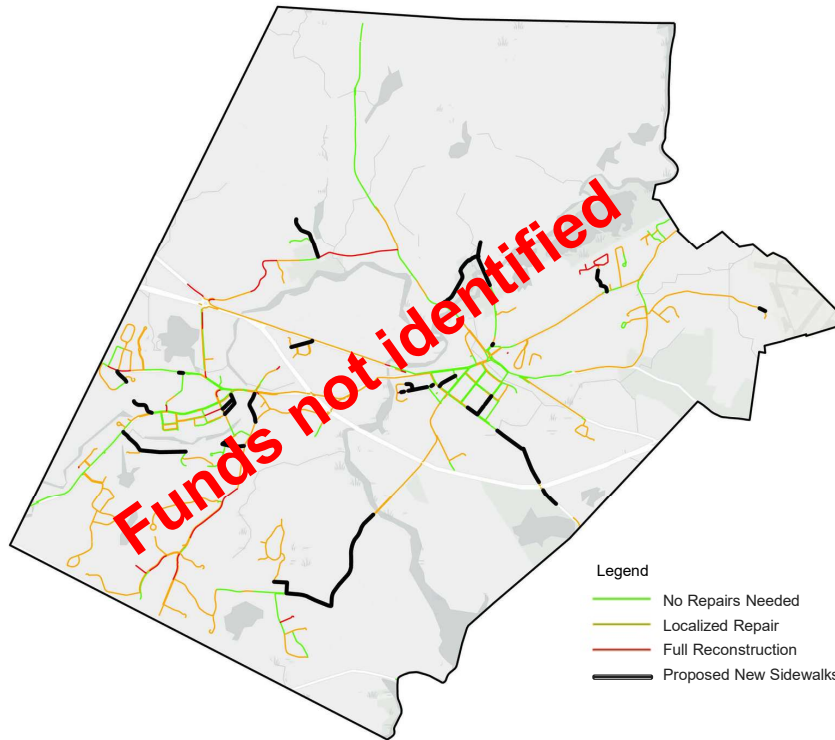 Funds not identified
Legend
No Repairs Needed
Localized Repair
Full Reconstruction
Proposed New Sidewalks